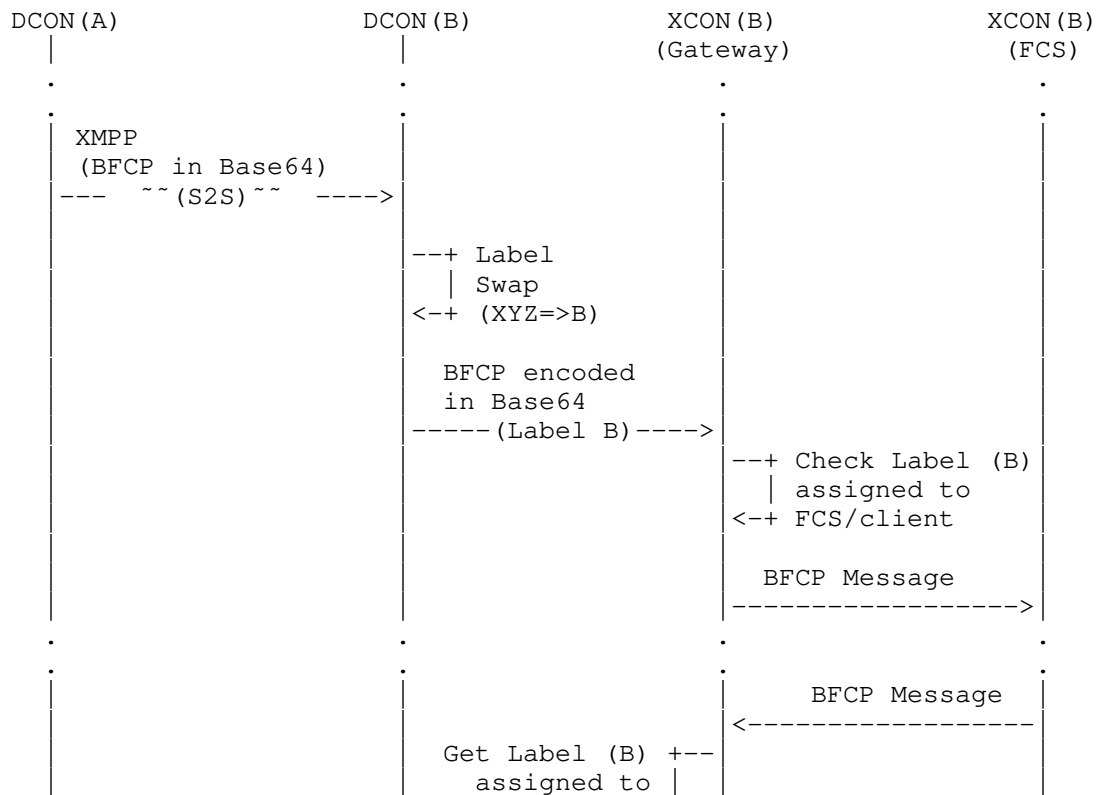 DCON(A) DCON(B) XCON(B) XCON(B)
(Gateway) (FCS)
XMPP
(BFCP in Base64)
--- ~~(S2S)~~ ---->
--+ Label
| Swap
<-+ (XYZ=>B)
BFCP encoded
in Base64
-----(Label B)---->
--+ Check Label (B)
| assigned to
<-+ FCS/client
BFCP Message
------------------>
BFCP Message
<------------------
Get Label (B) +--
assigned to |